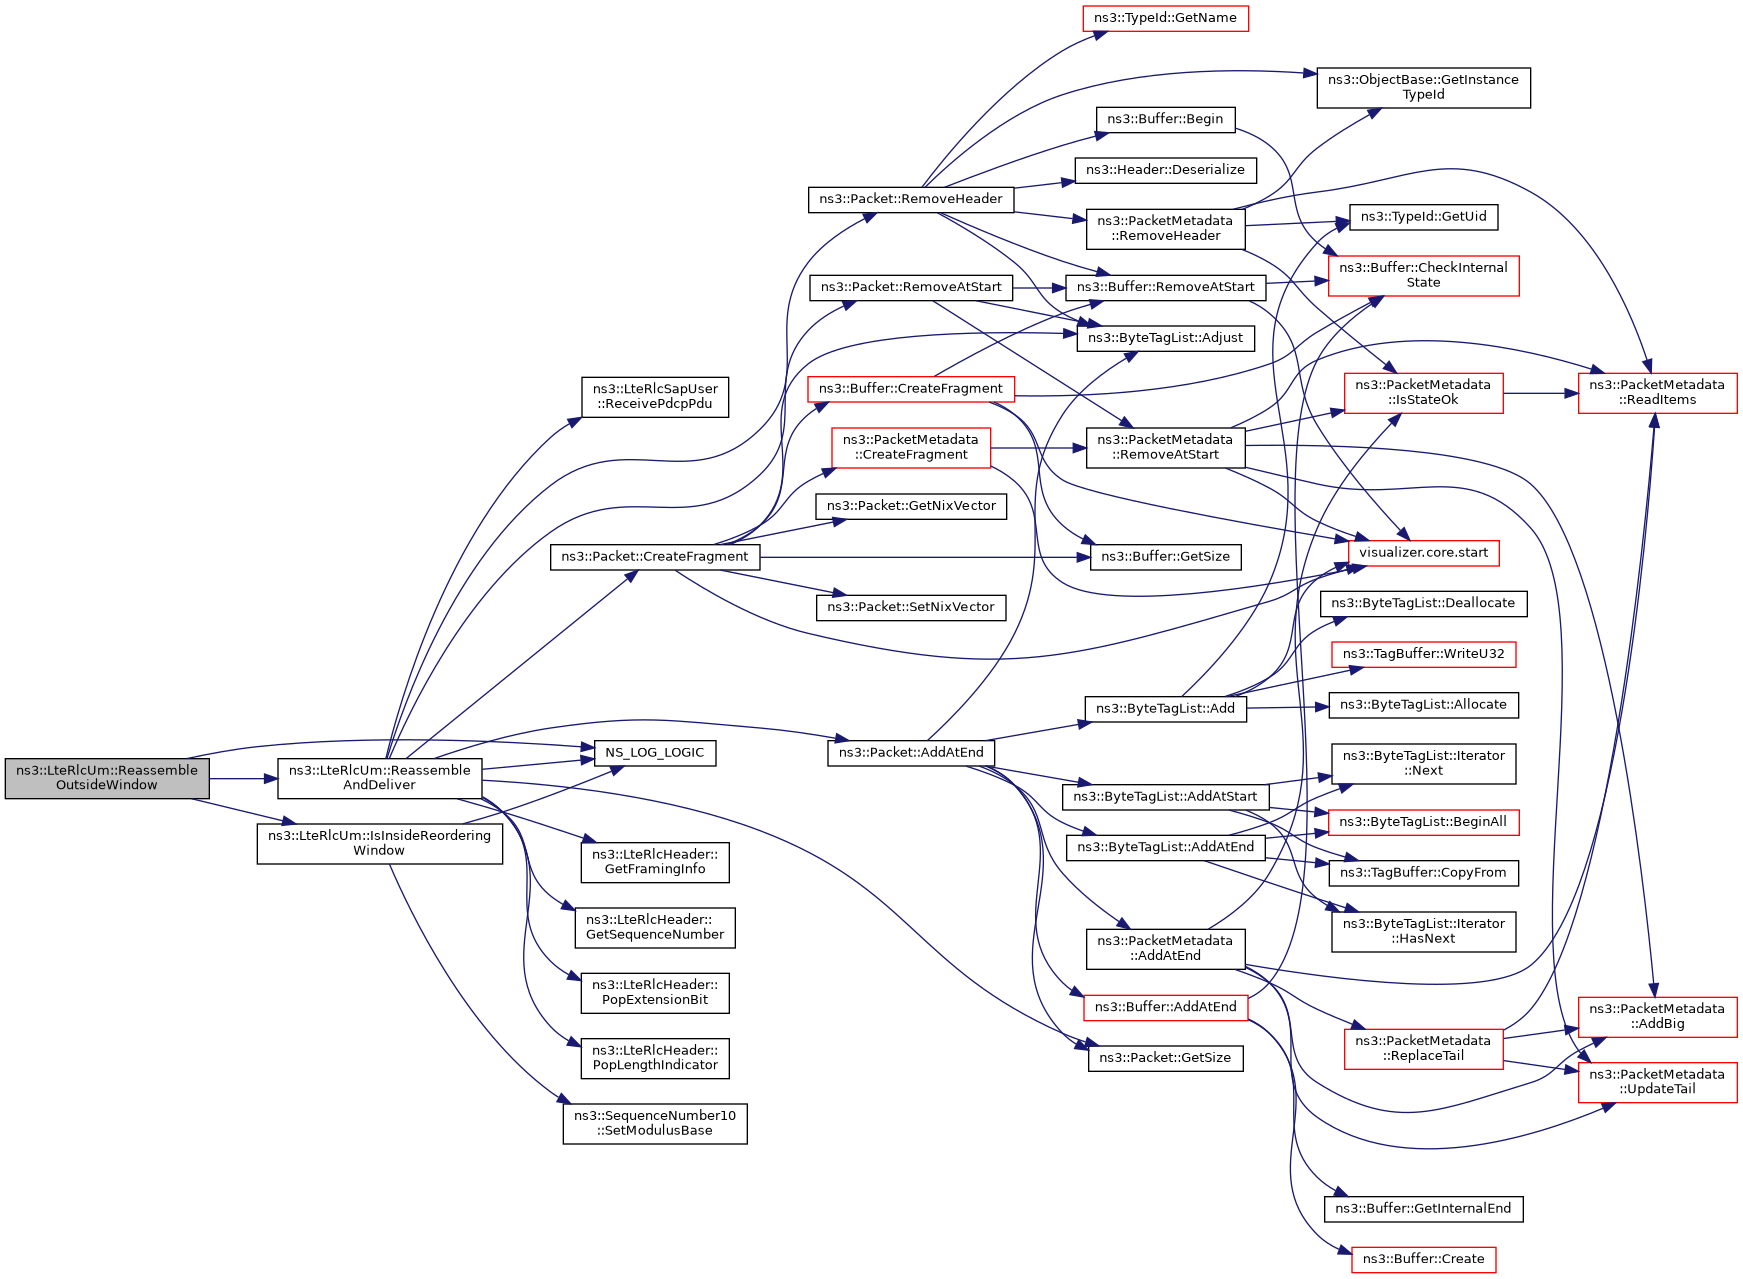 ns3::LteRlcUm::Reassemble
OutsideWindow
ns3::LteRlcUm::Reassemble
AndDeliver
ns3::LteRlcUm::IsInsideReordering
Window
ns3::LteRlcSapUser
::ReceivePdcpPdu
ns3::Packet::CreateFragment
NS_LOG_LOGIC
ns3::LteRlcHeader::
GetFramingInfo
ns3::LteRlcHeader::
GetSequenceNumber
ns3::LteRlcHeader::
PopExtensionBit
ns3::LteRlcHeader::
PopLengthIndicator
ns3::SequenceNumber10
::SetModulusBase
ns3::Packet::RemoveHeader
ns3::Packet::RemoveAtStart
ns3::Buffer::CreateFragment
ns3::PacketMetadata
::CreateFragment
ns3::Packet::GetNixVector
ns3::Packet::SetNixVector
ns3::Packet::AddAtEnd
ns3::TypeId::GetName
ns3::Buffer::Begin
ns3::Header::Deserialize
ns3::PacketMetadata
::RemoveHeader
ns3::Buffer::RemoveAtStart
ns3::ByteTagList::Adjust
ns3::PacketMetadata
::RemoveAtStart
ns3::Buffer::GetSize
ns3::ByteTagList::Add
ns3::ByteTagList::AddAtStart
ns3::ByteTagList::AddAtEnd
ns3::PacketMetadata
::AddAtEnd
ns3::Buffer::AddAtEnd
ns3::Packet::GetSize
ns3::ObjectBase::GetInstance
TypeId
ns3::TypeId::GetUid
ns3::Buffer::CheckInternal
State
ns3::PacketMetadata
::IsStateOk
visualizer.core.start
ns3::ByteTagList::Deallocate
ns3::TagBuffer::WriteU32
ns3::ByteTagList::Allocate
ns3::ByteTagList::Iterator
::Next
ns3::ByteTagList::BeginAll
ns3::TagBuffer::CopyFrom
ns3::ByteTagList::Iterator
::HasNext
ns3::PacketMetadata
::ReplaceTail
ns3::Buffer::GetInternalEnd
ns3::Buffer::Create
ns3::PacketMetadata
::ReadItems
ns3::PacketMetadata
::AddBig
ns3::PacketMetadata
::UpdateTail